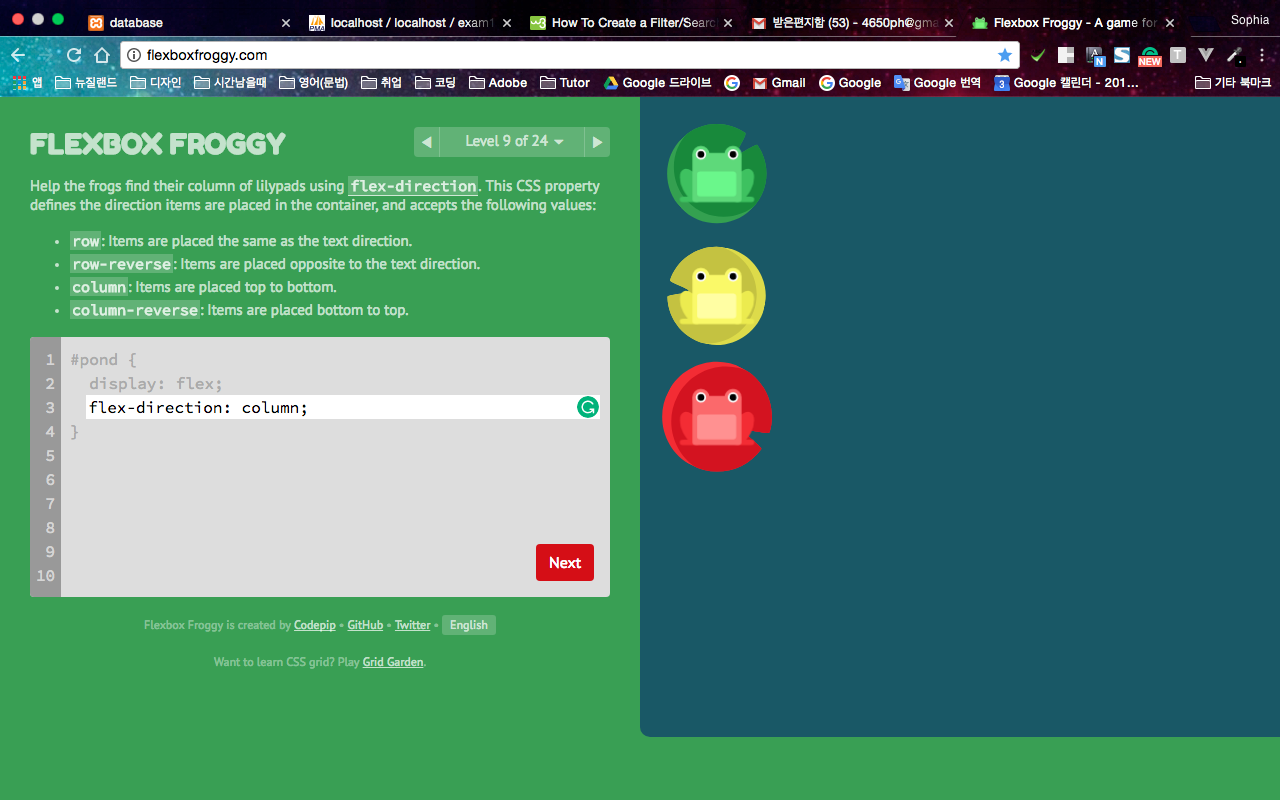 database
localhost / localhost / exam1
How To Create a Filter/Searc
받은편지함 (53) - 4650ph@gma
Flexbox Froggy - A game for
Sophia
flexboxfroggy.com
N
S
NEW
T
앱
뉴질랜드
디자인
시간남을때
영어(문법)
취업
코딩
Adobe
Tutor
Google 드라이브
Gmail
Google
Google 번역
3
Google 캘린더 - 201...
기타 북마크
FLEXBOX FROGGY
Level 9 of 24
Help the frogs find their column of lilypads using flex-direction. This CSS property
defines the direction items are placed in the container, and accepts the following values:
• row: Items are placed the same as the text direction.
• row-reverse: Items are placed opposite to the text direction.
• column: Items are placed top to bottom.
• column-reverse: Items are placed bottom to top.
1 #pond {
2 display: flex;
3 flex-direction: column;
4 }
5
6
7
8
9
10
Next
Flexbox Froggy is created by Codepip • GitHub • Twitter • English
Want to learn CSS grid? Play Grid Garden.